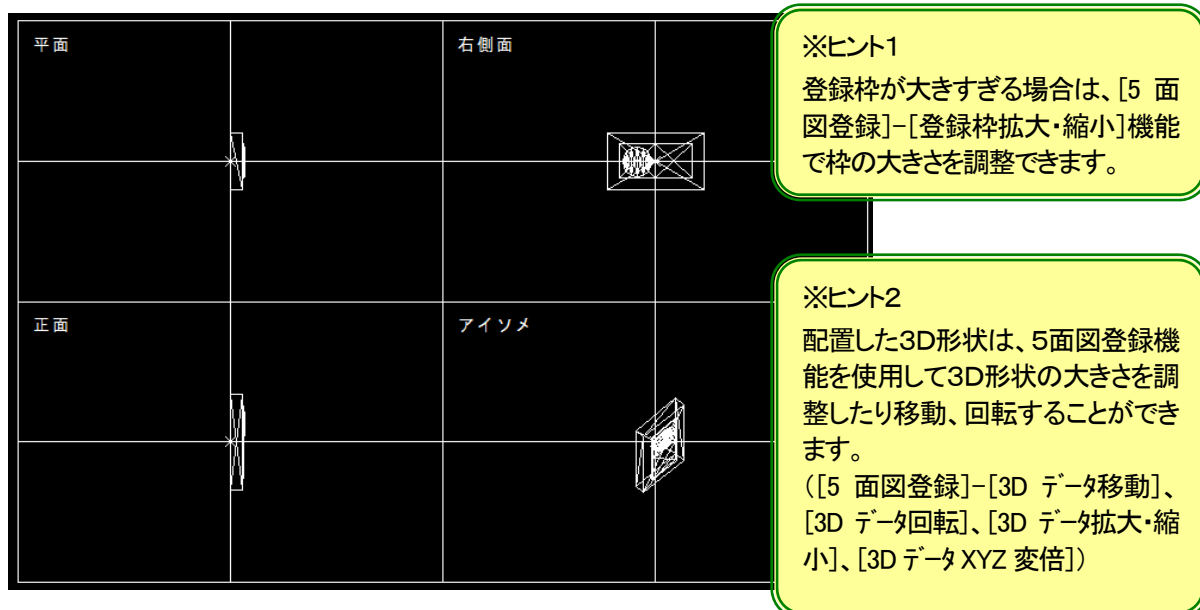 平面
右側面
正面
アイソメ
※ヒント1
登録枠が大きすぎる場合は、[5 面
図登録]-[登録枠拡大・縮小]機能
で枠の大きさを調整できます。
※ヒント2
配置した3D形状は、5面図登録機
能を使用して3D形状の大きさを調
整したり移動、回転することができ
ます。
([5 面図登録]-[3D データ移動]、
[3D データ回転]、[3D データ拡大・縮
小]、[3D データ XYZ 変倍])